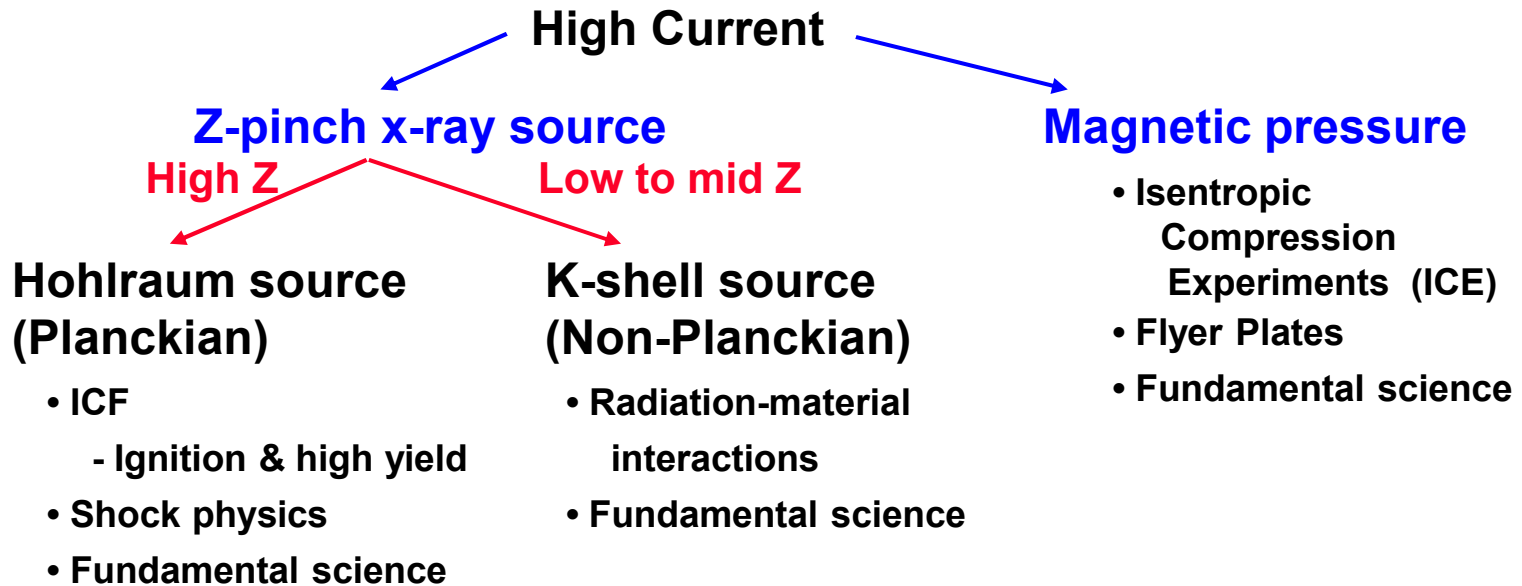 High Current
Z-pinch x-ray source
High Z
Low to mid Z
Hohlraum source
(Planckian)
• ICF
- Ignition & high yield
• Shock physics
• Fundamental science
K-shell source
(Non-Planckian)
• Radiation-material
interactions
• Fundamental science
Magnetic pressure
• Isentropic
Compression
Experiments (ICE)
• Flyer Plates
• Fundamental science